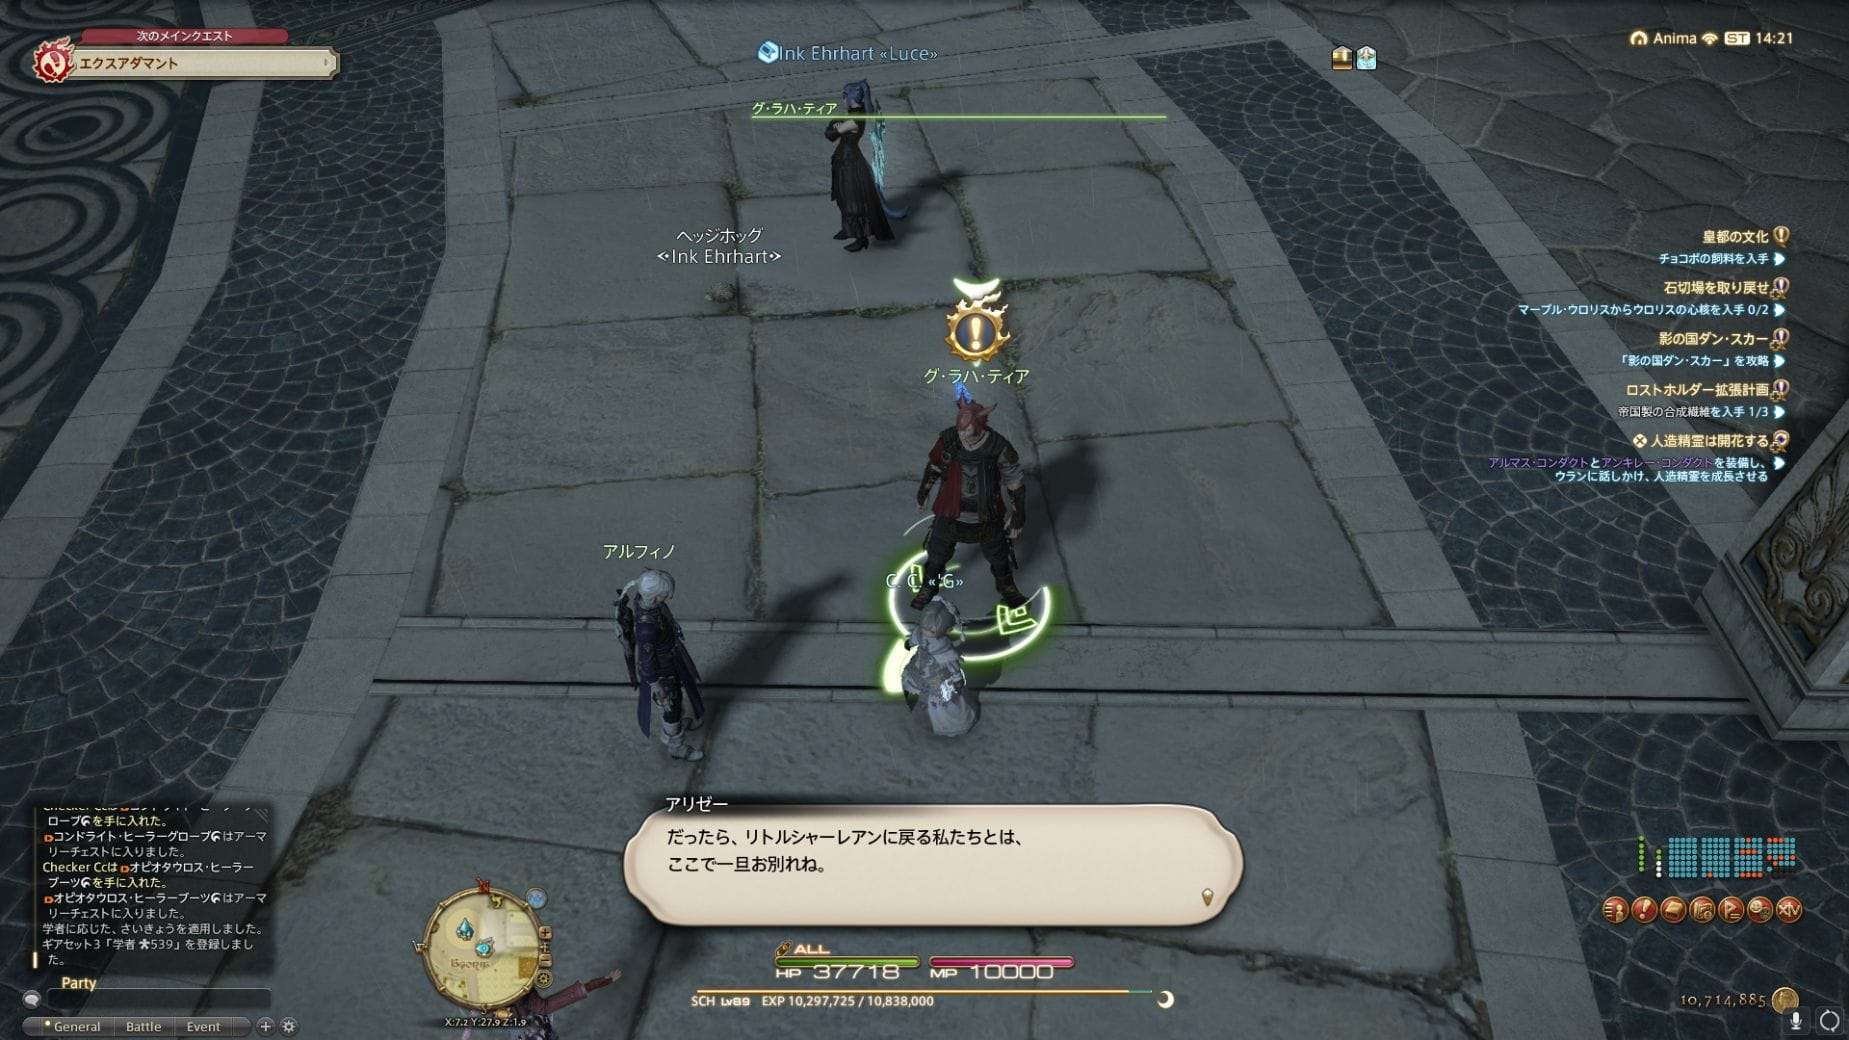 次のメインクエスト
エクスアダマント
Ink Ehrhart «Luce»
Anima ST 14:21
グ・ラハ・ティア
ヘッジホッグ
Ink Ehrhart
グ・ラハ・ティア
アルフィノ
皇都の文化
チョコボの飼料を入手
石切場を取り戻せ
マーブル・ウロリスからウロリスの心核を入手 0/2
影の国ダン・スカー
「影の国ダン・スカー」を攻略
ロストホルダー拡張計画
帝国製の合成繊維を入手 1/3
人造精霊は開花する
アルマス・コンダクトとアンキレー・コンダクトを装備し、
ウランに話しかけ、人造精霊を成長させる
アリゼー
だったら、リトルシャーレアンに戻る私たちとは、
ここで一旦お別れね。
ローブを手に入れた。
コンドライト・ヒーラーグローブはアーマ
リーチェストに入りました。
Checker Ccはオピオタウロス・ヒーラー
ブーツを手に入れた。
オピオタウロス・ヒーラーブーツはアーマ
リーチェストに入りました。
学者に応じた、さいきょうを適用しました。
ギアセット3「学者 539」を登録しまし
た。
Party
General Battle Event
X:7.2 Y:27.9 Z:1.9
ALL
HP 37718 MP 10000
SCH Lv89 EXP 10,297,725 / 10,838,000
10,714,885
XIV